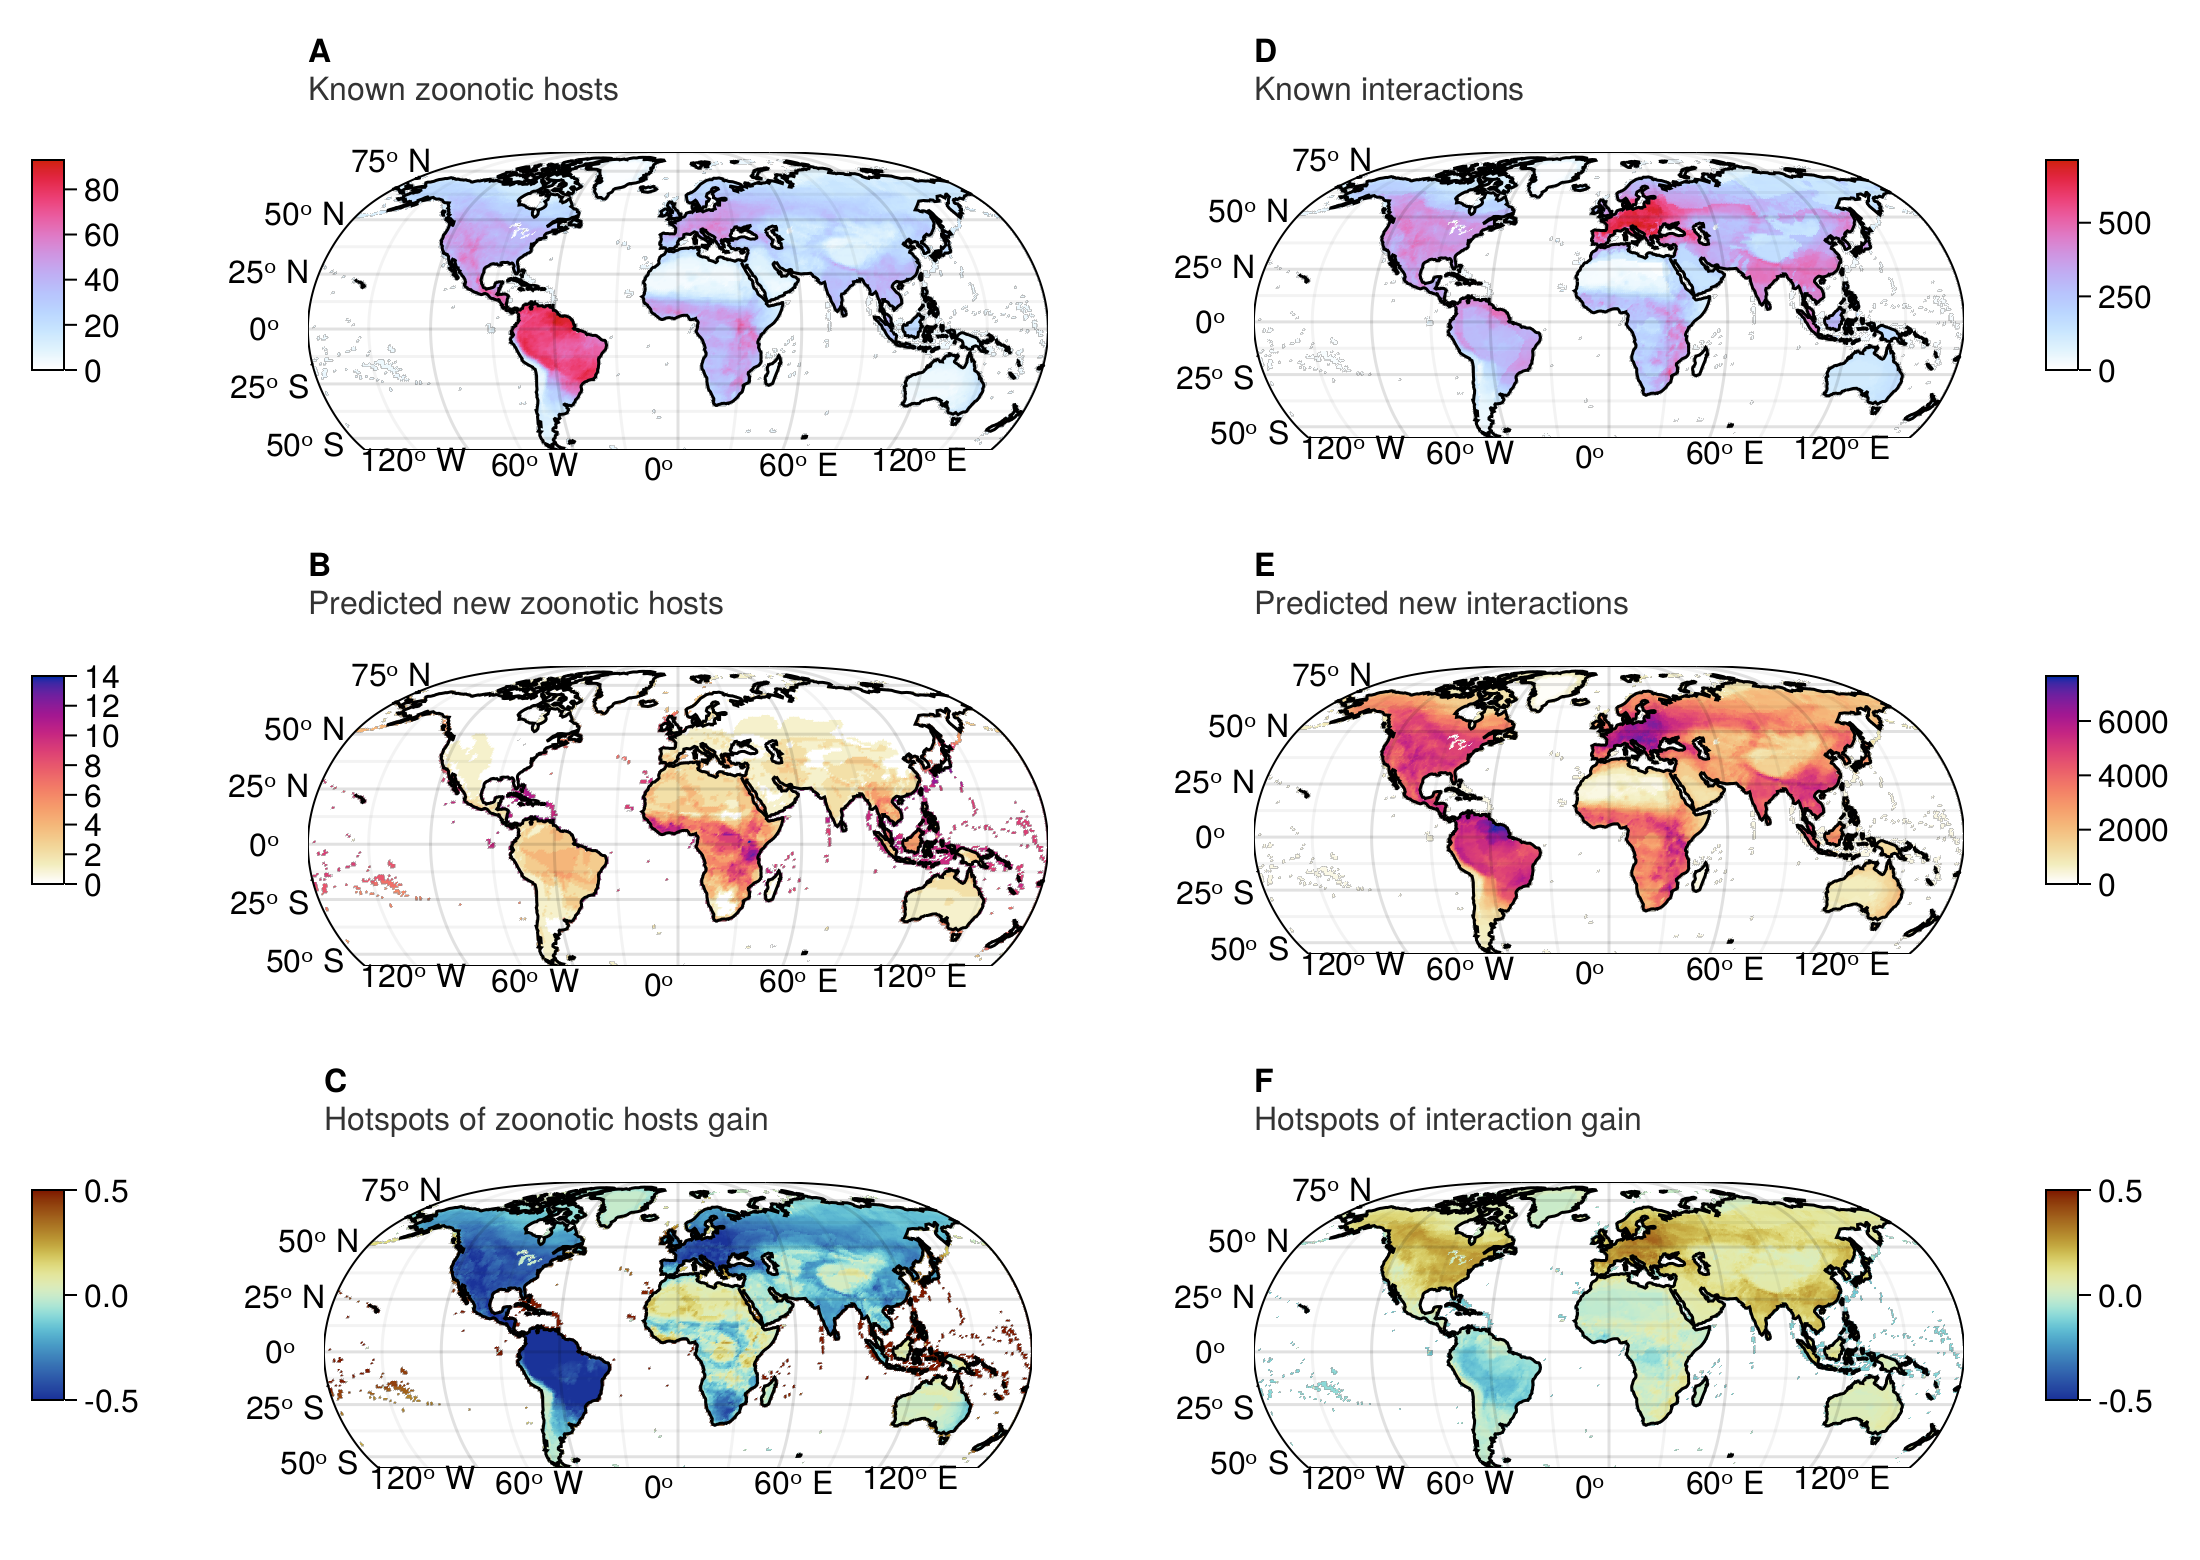 A
Known zoonotic hosts
80
60
40
20
0
75° N
50° N
25° N
0°
25° S
50° S
120° W 60° W 0° 60° E 120° E
D
Known interactions
75° N
50° N
25° N
0°
25° S
50° S
120° W 60° W 0° 60° E 120° E
500
250
0
B
Predicted new zoonotic hosts
14
12
10
8
6
4
2
0
75° N
50° N
25° N
0°
25° S
50° S
120° W 60° W 0° 60° E 120° E
E
Predicted new interactions
75° N
50° N
25° N
0°
25° S
50° S
120° W 60° W 0° 60° E 120° E
6000
4000
2000
0
C
Hotspots of zoonotic hosts gain
0.5
0.0
-0.5
75° N
50° N
25° N
0°
25° S
50° S
120° W 60° W 0° 60° E 120° E
F
Hotspots of interaction gain
75° N
50° N
25° N
0°
25° S
50° S
120° W 60° W 0° 60° E 120° E
0.5
0.0
-0.5